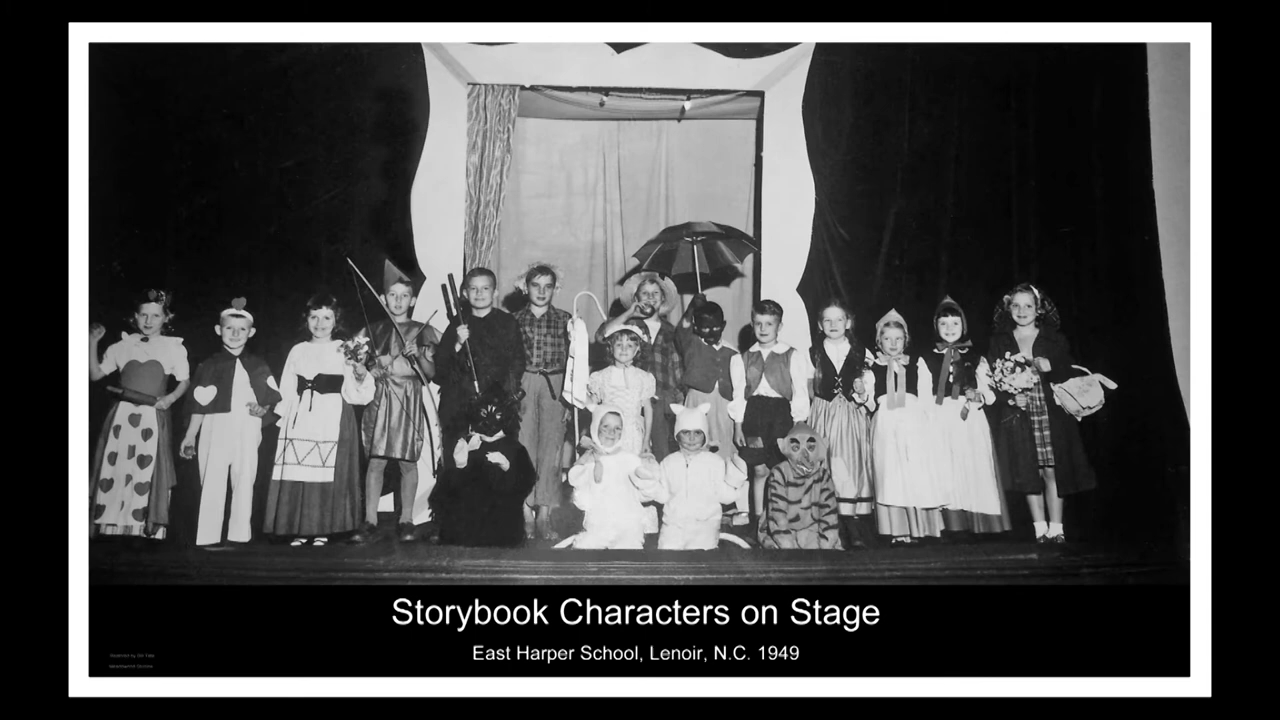 Storybook Characters on Stage
East Harper School, Lenoir, N.C. 1949